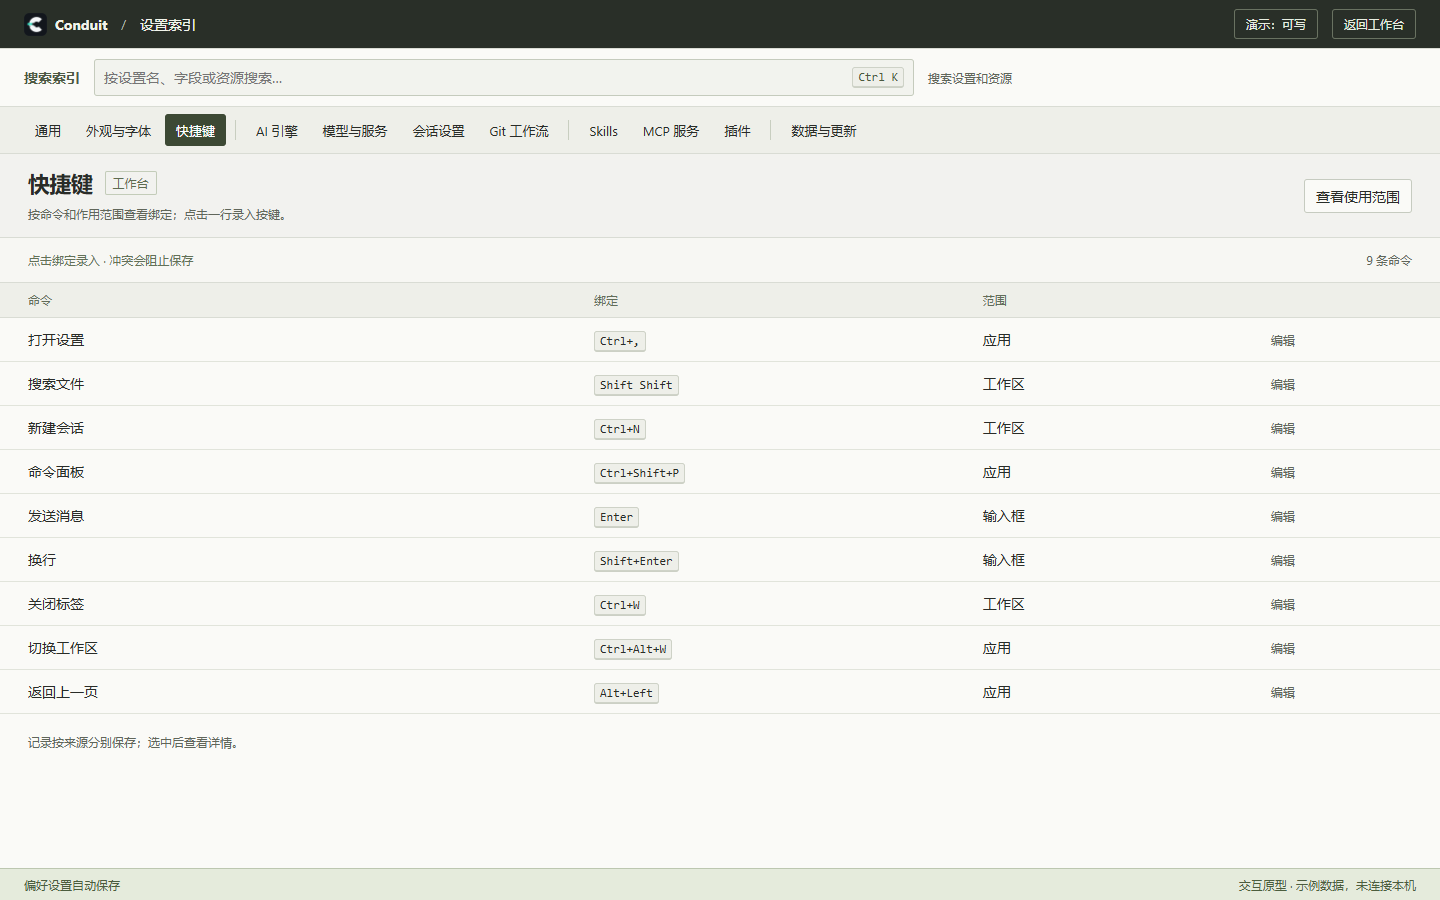 Conduit / 设置索引 演示：可写 返回工作台
搜索索引 按设置名、字段或资源搜索... Ctrl K 搜索设置和资源
通用 外观与字体 快捷键 AI 引擎 模型与服务 会话设置 Git 工作流 Skills MCP 服务 插件 数据与更新
快捷键 工作台
按命令和作用范围查看绑定；点击一行录入按键。
查看使用范围
点击绑定录入 · 冲突会阻止保存 9 条命令
命令 绑定 范围
打开设置 Ctrl+, 应用 编辑
搜索文件 Shift Shift 工作区 编辑
新建会话 Ctrl+N 工作区 编辑
命令面板 Ctrl+Shift+P 应用 编辑
发送消息 Enter 输入框 编辑
换行 Shift+Enter 输入框 编辑
关闭标签 Ctrl+W 工作区 编辑
切换工作区 Ctrl+Alt+W 应用 编辑
返回上一页 Alt+Left 应用 编辑
记录按来源分别保存；选中后查看详情。
偏好设置自动保存 交互原型 · 示例数据，未连接本机